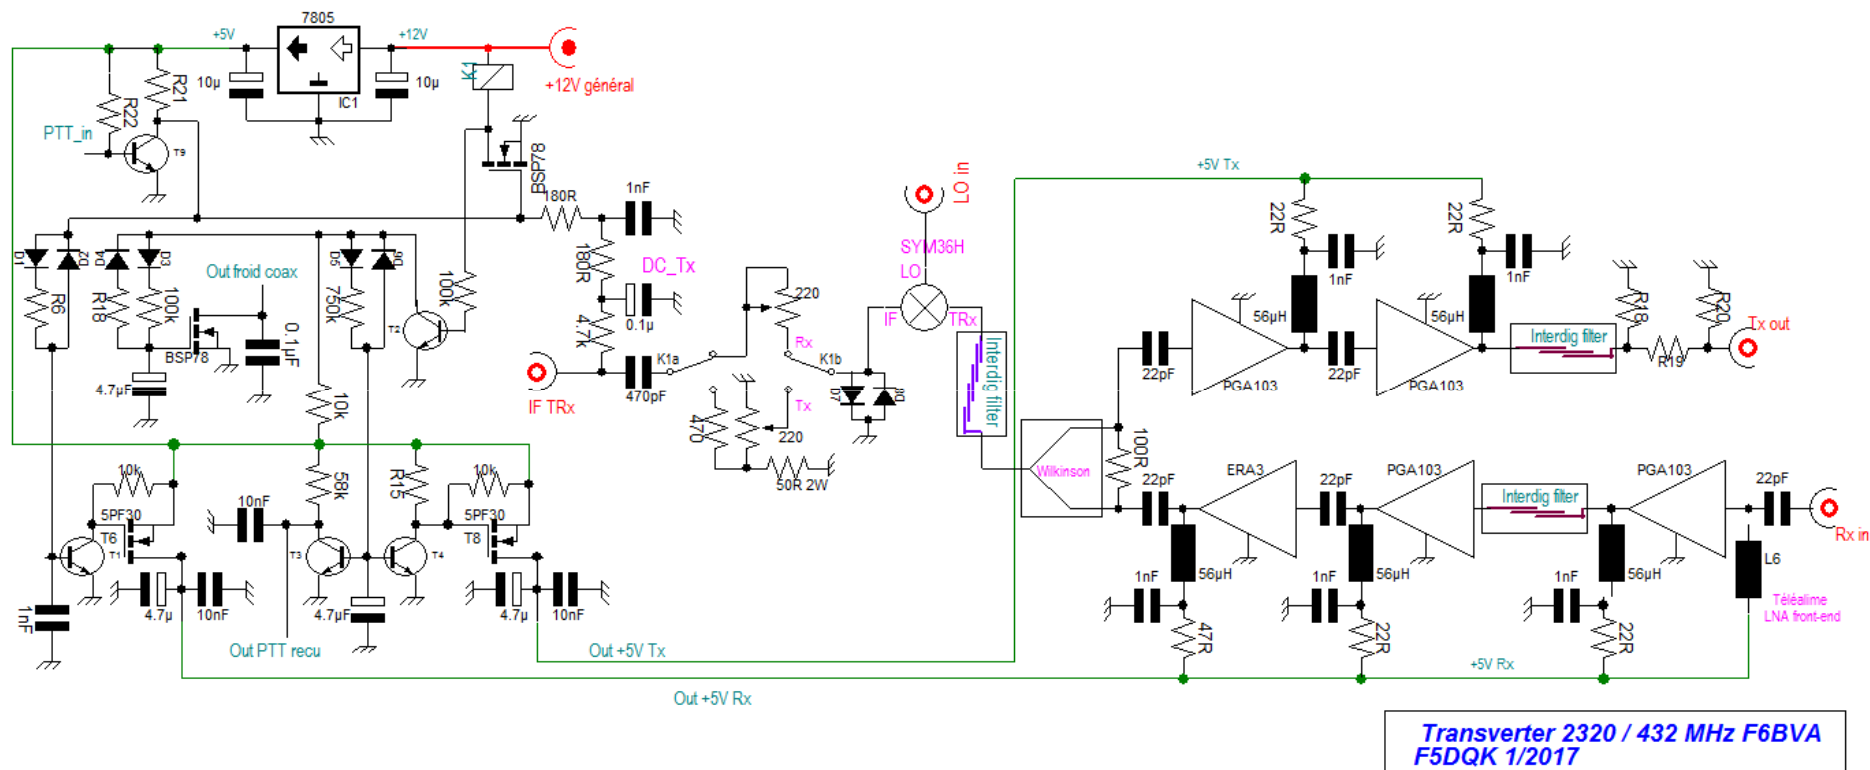 7805
+5V
+12V
10µ
10µ
IC1
K1
+12V général
R21
R22
PTT_in
T9
BSP78
180R
1nF
180R
DC_Tx
0.1µ
4.7k
IF TRx
470pF
K1a
D1
D2
D4
D3
Out froid coax
D5
D6
R6
R18
100k
BSP78
0.1µF
4.7µF
750k
T2
100k
10k
220
Rx
K1b
Tx
470
220
50R 2W
D7
D8
LO in
SYM36H
LO
IF
TRx
Interdig filter
Wilkinson
100R
+5V Tx
22R
22R
1nF
1nF
56µH
56µH
22pF
PGA103
22pF
PGA103
Interdig filter
R18
R20
R19
Tx out
22pF
ERA3
22pF
PGA103
Interdig filter
PGA103
22pF
Rx in
1nF
56µH
1nF
56µH
1nF
56µH
L6
Téléalime
LNA front-end
47R
22R
22R
+5V Rx
10k
5PF30
T6
T1
4.7µ
10nF
1nF
10nF
58k
R15
T3
T4
4.7µF
10k
5PF30
T8
4.7µ
10nF
Out PTT recu
Out +5V Tx
Out +5V Rx
Transverter 2320 / 432 MHz F6BVA
F5DQK 1/2017